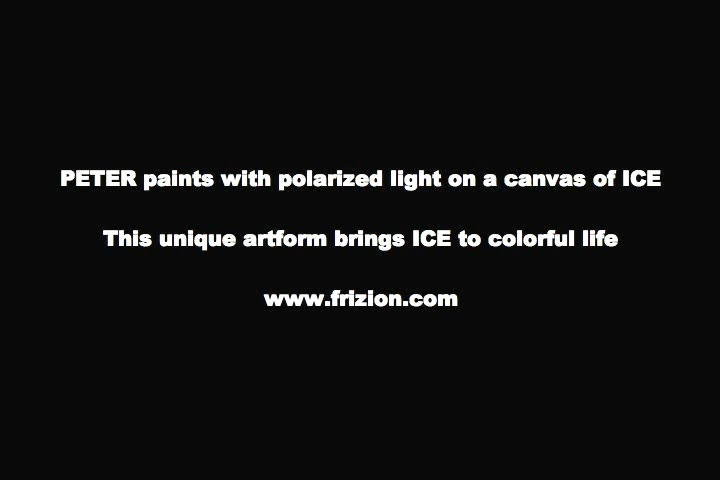 PETER paints with polarized light on a canvas of ICE
This unique artform brings ICE to colorful life
www.frizion.com